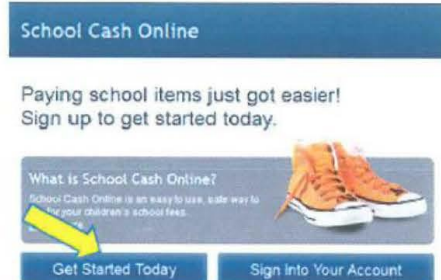 School Cash Online
Paying school items just got easier!
Sign up to get started today.
What is School Cash Online?
School Cash Online is an easy to use, safe way to
for your children's school fees.
Get Started Today
Sign Into Your Account